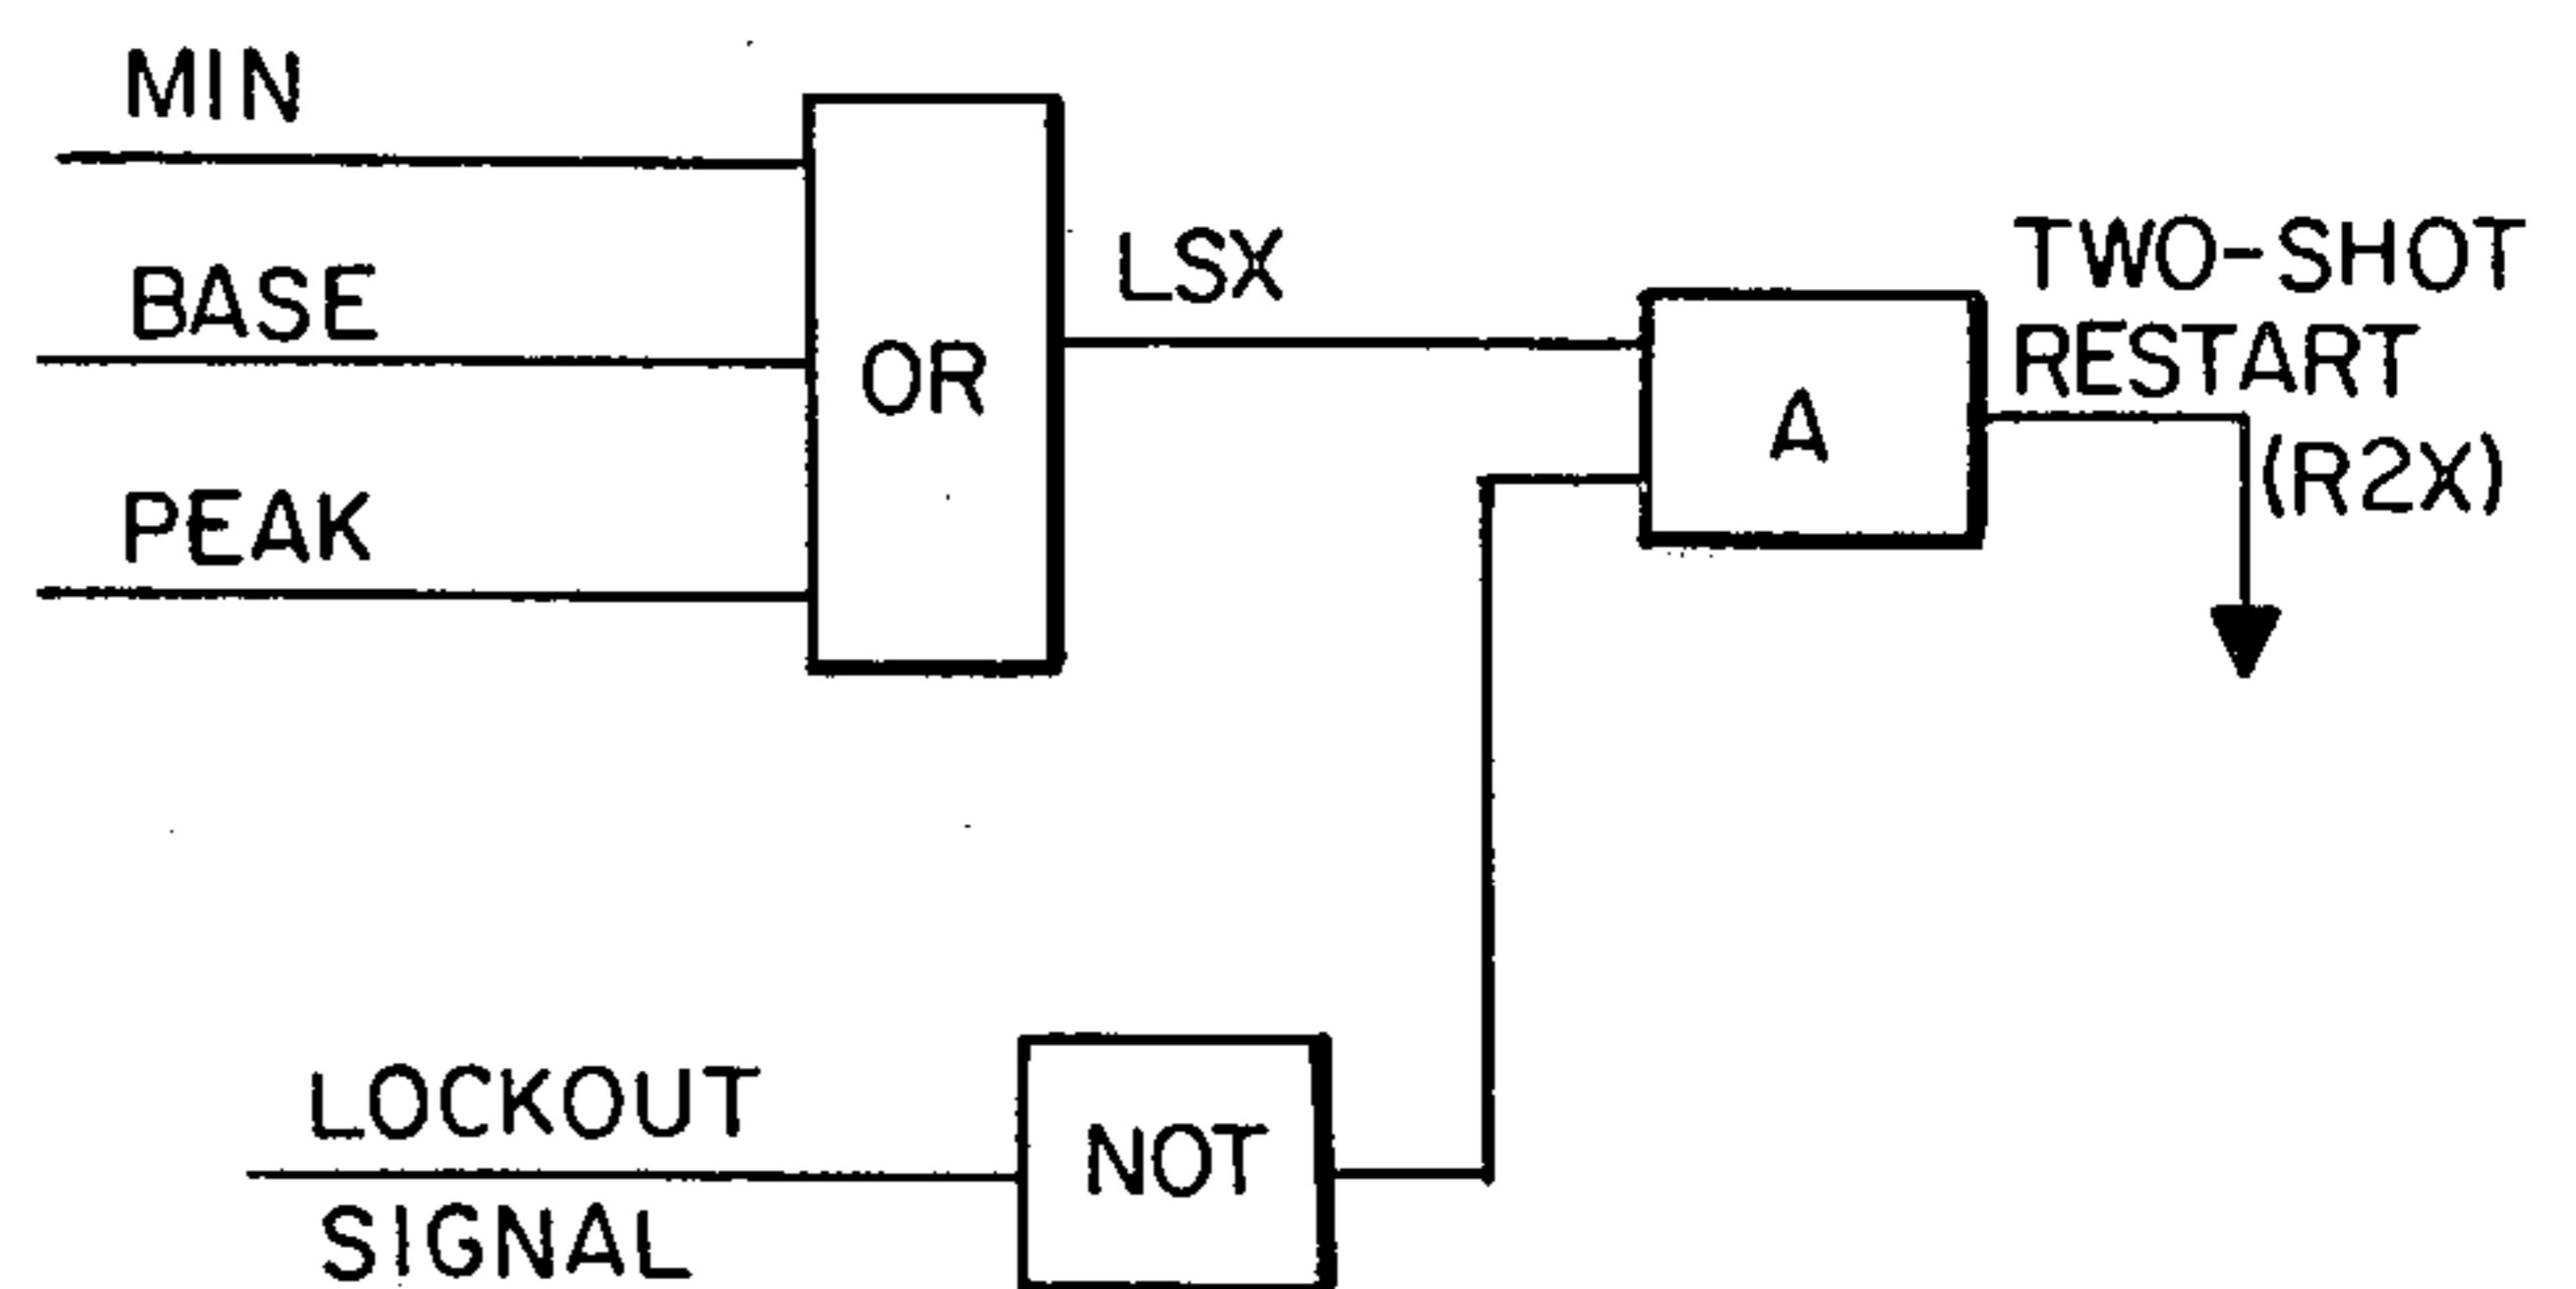 MIN
BASE
PEAK
OR
LSX
A
TWO-SHOT
RESTART
(R2X)
LOCKOUT
SIGNAL
NOT